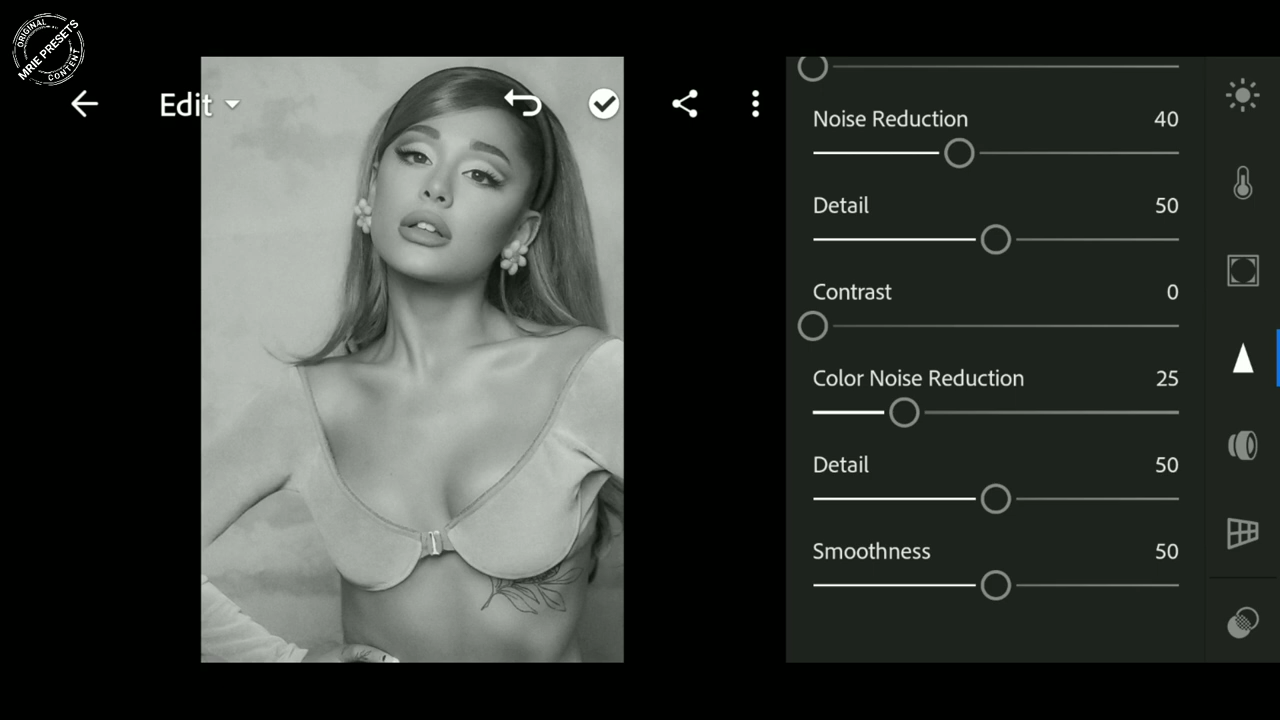 ORIGINAL
MRIE PRESETS
CONTENT
Edit
Noise Reduction 40
Detail 50
Contrast 0
Color Noise Reduction 25
Detail 50
Smoothness 50